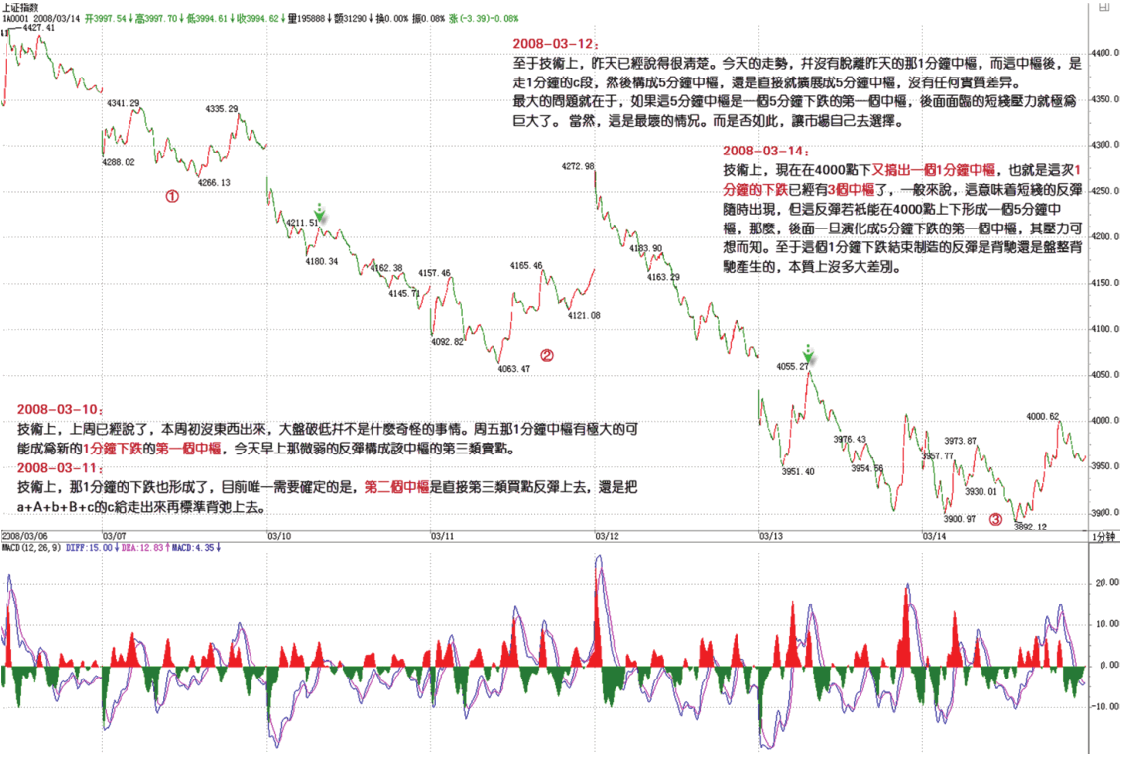 上证指数
1A0001 2008/03/14 开3997.54↓高3997.70↓低3994.61↓收3994.62↓量195888↓额31290↓换0.00% 振0.08% 涨(-3.39)-0.08%
4427.41
2008-03-12：
至于技術上，昨天已經說得很清楚。今天的走勢，幷沒有脫離昨天的那1分鐘中樞，而這中樞後，是
走1分鐘的c段，然後構成5分鐘中樞，還是直接就擴展成5分鐘中樞，沒有任何實質差异。
最大的問題就在于，如果這5分鐘中樞是一個5分鐘下跌的第一個中樞，後面面臨的短綫壓力就極爲
巨大了。 當然，這是最壞的情况。而是否如此，讓市場自己去選擇。
2008-03-14：
技術上，現在在4000點下又搞出一個1分鐘中樞，也就是這次1
分鐘的下跌已經有3個中樞了，一般來說，這意味着短綫的反彈
隨時出現，但這反彈若衹能在4000點上下形成一個5分鐘中
樞，那麼，後面一旦演化成5分鐘下跌的第一個中樞，其壓力可
想而知。至于這個1分鐘下跌結束制造的反彈是背馳還是盤整背
馳產生的，本質上沒多大差別。
4341.29
4335.29
4288.02
4266.13
①
4272.98
4211.51
4180.34
4162.38
4145.71
4157.46
4165.46
4121.08
4092.82
4063.47
②
4183.90
4163.29
4055.27
3976.43
3951.40
3954.56
3957.77
3973.87
3930.01
3900.97
③
4000.62
3892.12
2008-03-10：
技術上，上周已經說了，本周初沒東西出來，大盤破低幷不是什麼奇怪的事情。周五那1分鐘中樞有極大的可
能成爲新的1分鐘下跌的第一個中樞，今天早上那微弱的反彈構成該中樞的第三類賣點。
2008-03-11：
技術上，那1分鐘的下跌也形成了，目前唯一需要確定的是，第二個中樞是直接第三類買點反彈上去，還是把
a+A+b+B+c的c給走出來再標準背弛上去。
4400.0
4350.0
4300.0
4250.0
4200.0
4150.0
4100.0
4050.0
4000.0
3950.0
3900.0
2008/03/06 03/07 03/10 03/11 03/12 03/13 03/14 1分钟
MACD(12,26,9) DIFF:15.00↓DEA:12.83↑MACD:4.35↓
20.00
10.00
0.00
-10.00